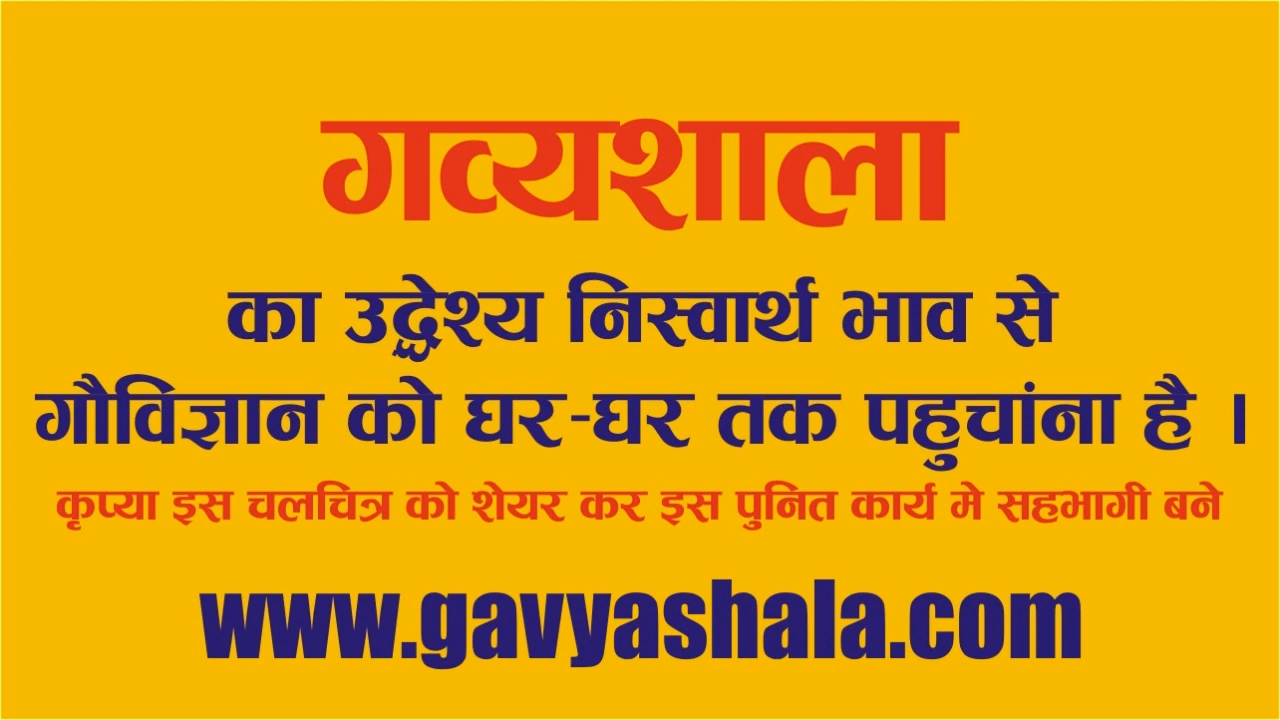 गव्यशाला
का उद्धेश्य निस्वार्थ भाव से
गौविज्ञान को घर-घर तक पहुचांना है ।
कृप्या इस चलचित्र को शेयर कर इस पुनित कार्य मे सहभागी बने
www.gavyashala.com